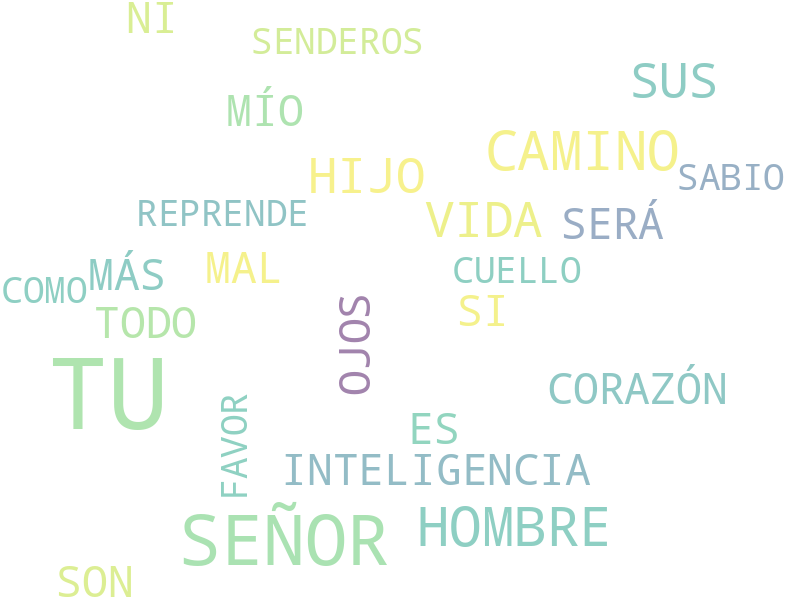 NI
SENDEROS
SUS
MÍO
CAMINO
HIJO
SABIO
REPRENDE
VIDA
SERÁ
MÁS
MAL
CUELLO
COMO
SI
TODO
OJOS
TU
CORAZÓN
FAVOR
ES
INTELIGENCIA
SEÑOR
HOMBRE
SON